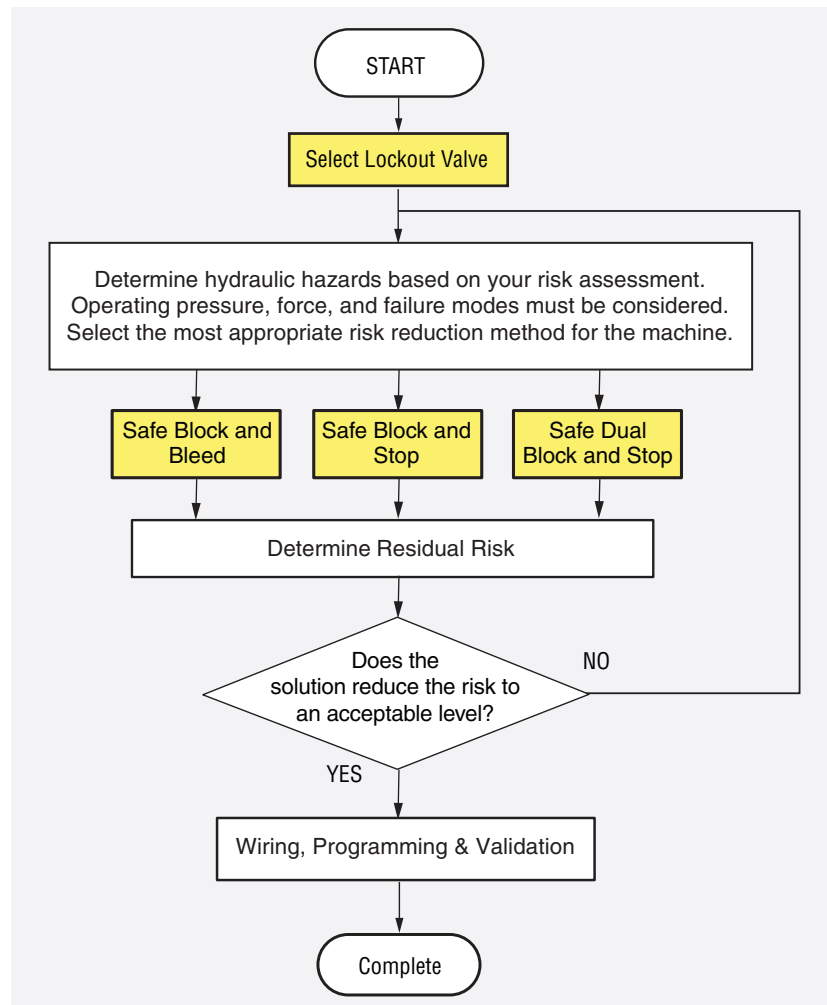 START
Select Lockout Valve
Determine hydraulic hazards based on your risk assessment.
Operating pressure, force, and failure modes must be considered.
Select the most appropriate risk reduction method for the machine.
Safe Block and
Bleed
Safe Block and
Stop
Safe Dual
Block and Stop
Determine Residual Risk
Does the
solution reduce the risk to
an acceptable level?
NO
YES
Wiring, Programming & Validation
Complete